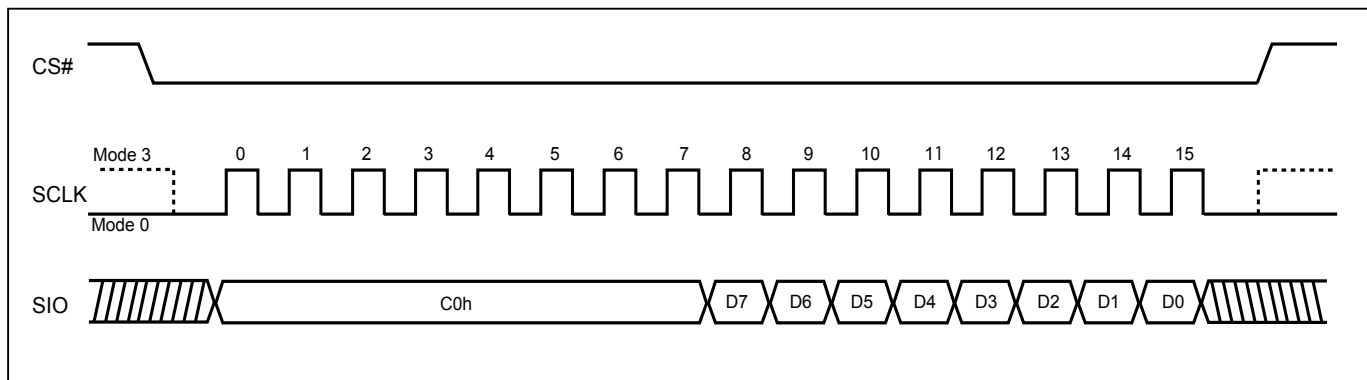 CS#
Mode 3
0 1 2 3 4 5 6 7 8 9 10 11 12 13 14 15
SCLK
Mode 0
SIO
C0h
D7 D6 D5 D4 D3 D2 D1 D0